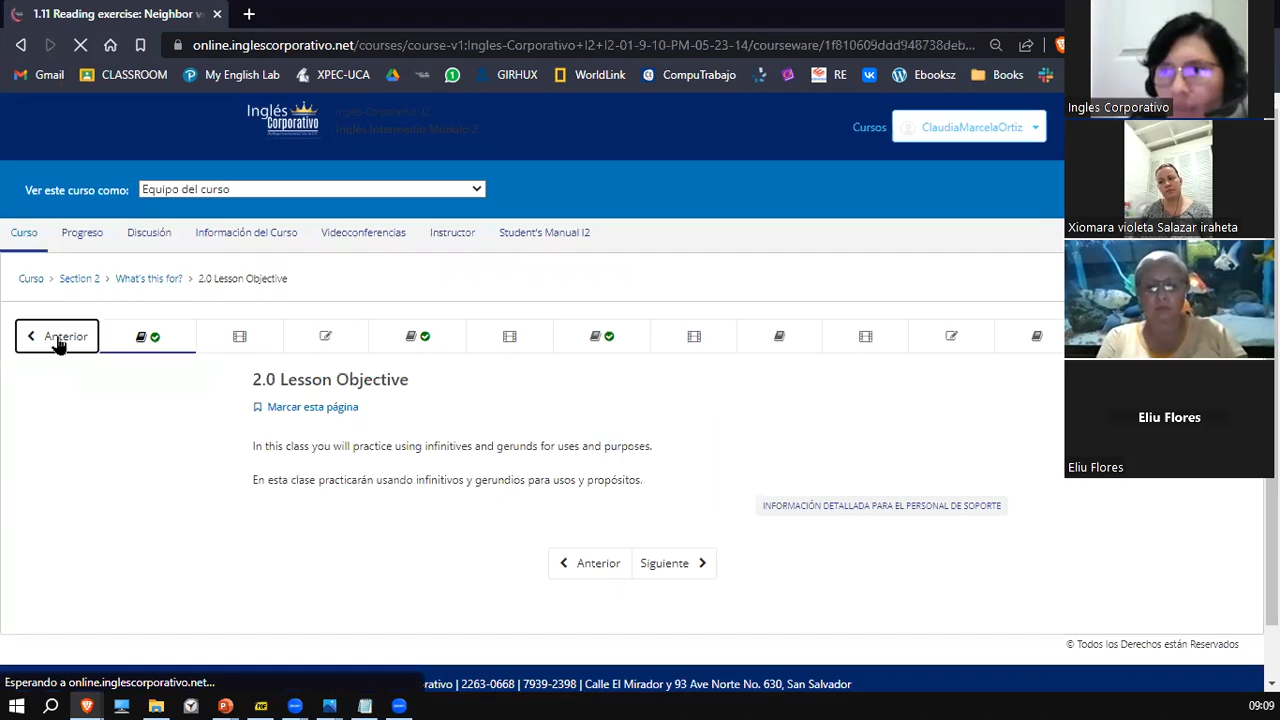 1.11 Reading exercise: Neighbor v
online.inglescorporativo.net/courses/course-v1:Ingles-Corporativo+I2+I2-01-9-10-PM-05-23-14/courseware/1f810609ddd948738deb...
Gmail
CLASSROOM
My English Lab
XPEC-UCA
GIRHUX
WorldLink
CompuTrabajo
RE
Ebooksz
Books
Inglés
Corporativo
Ingles-Corporativo: I2
Inglés Intermedio Módulo 2
Cursos
ClaudiaMarcelaOrtiz
Ver este curso como:
Equipo del curso
Curso
Progreso
Discusión
Información del Curso
Videoconferencias
Instructor
Student's Manual I2
Curso > Section 2 > What's this for? > 2.0 Lesson Objective
Anterior
2.0 Lesson Objective
Marcar esta página
In this class you will practice using infinitives and gerunds for uses and purposes.
En esta clase practicarán usando infinitivos y gerundios para usos y propósitos.
INFORMACIÓN DETALLADA PARA EL PERSONAL DE SOPORTE
Anterior
Siguiente
© Todos los Derechos están Reservados
Esperando a online.inglescorporativo.net...
rativo | 2263-0668 | 7939-2398 | Calle El Mirador y 93 Ave Norte No. 630, San Salvador
09:09
Ingles Corporativo
Xiomara violeta Salazar iraheta
Eliu Flores
Eliu Flores